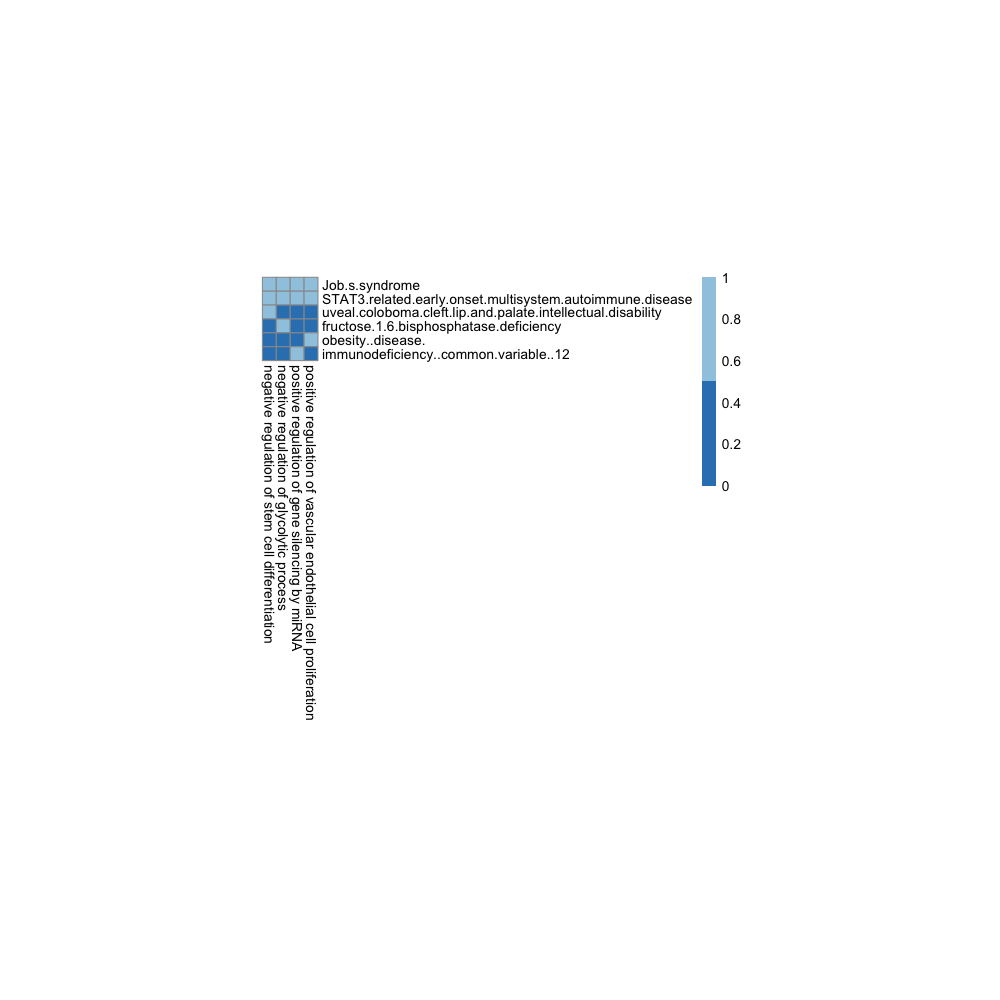 Job.s.syndrome
STAT3.related.early.onset.multisystem.autoimmune.disease
uveal.coloboma.cleft.lip.and.palate.intellectual.disability
fructose.1.6.bisphosphatase.deficiency
obesity..disease.
immunodeficiency..common.variable..12
negative regulation of stem cell differentiation
negative regulation of glycolytic process
positive regulation of gene silencing by miRNA
positive regulation of vascular endothelial cell proliferation
1
0.8
0.6
0.4
0.2
0